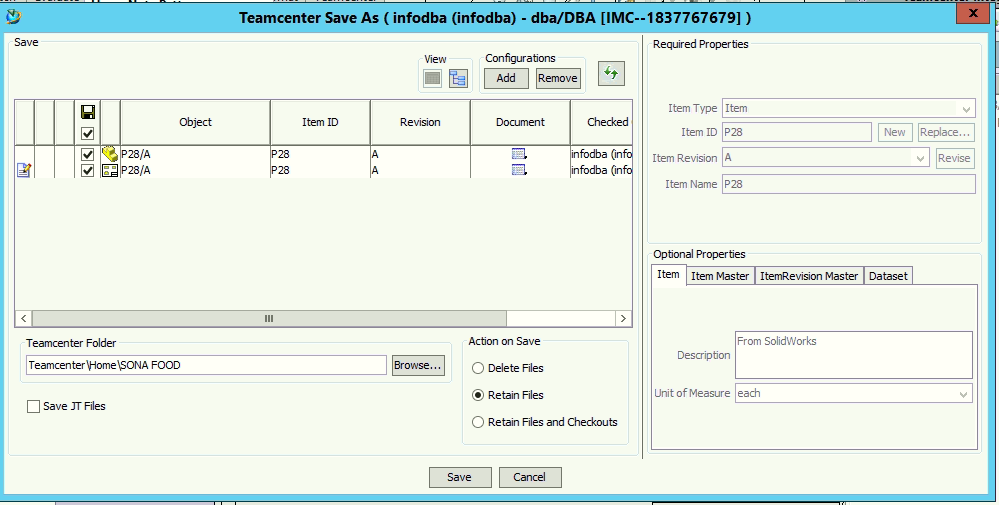 Teamcenter Save As ( infodba (infodba) - dba/DBA [IMC--1837767679] )
x
Save
View
Configurations
Add
Remove
Object
Item ID
Revision
Document
Checked
P28/A
P28
A
infodba (info
P28/A
P28
A
infodba (info
Teamcenter Folder
Teamcenter\Home\SONA FOOD
Browse...
Save JT Files
Action on Save
Delete Files
Retain Files
Retain Files and Checkouts
Required Properties
Item Type
Item
Item ID
P28
New
Replace...
Item Revision
A
Revise
Item Name
P28
Optional Properties
Item
Item Master
ItemRevision Master
Dataset
Description
From SolidWorks
Unit of Measure
each
Save
Cancel